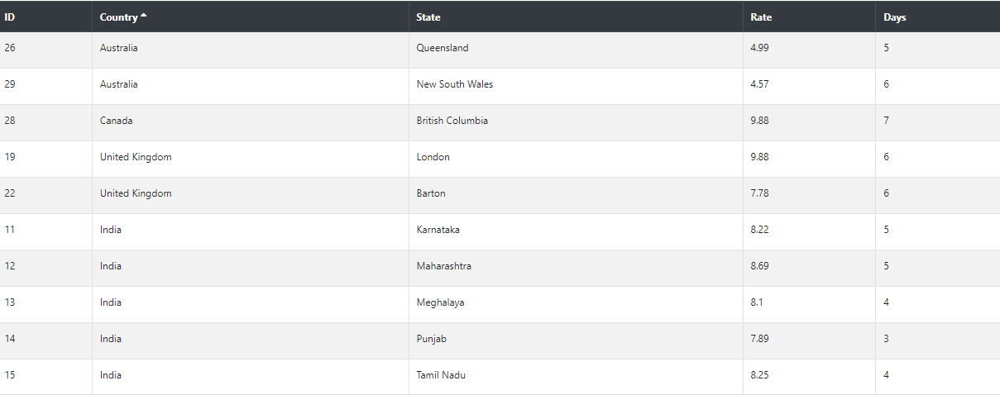 ID Country State Rate Days
26 Australia Queensland 4.99 5
29 Australia New South Wales 4.57 6
28 Canada British Columbia 9.88 7
19 United Kingdom London 9.88 6
22 United Kingdom Barton 7.78 6
11 India Karnataka 8.22 5
12 India Maharashtra 8.69 5
13 India Meghalaya 8.1 4
14 India Punjab 7.89 3
15 India Tamil Nadu 8.25 4